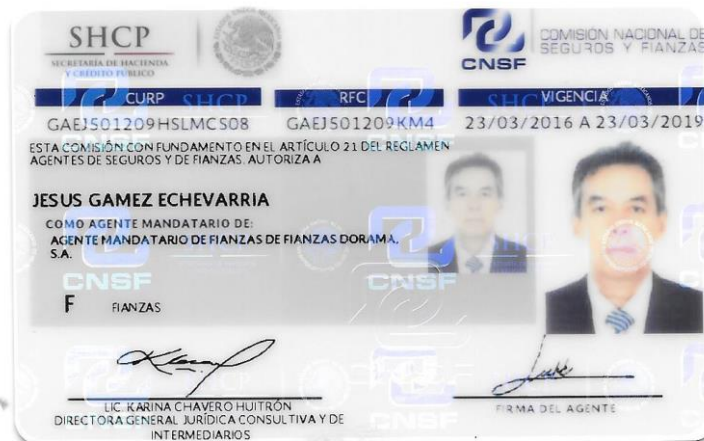 SHCP
SECRETARÍA DE HACIENDA
Y CRÉDITO PÚBLICO
CNSF
COMISIÓN NACIONAL DE
SEGUROS Y FIANZAS
CURP
RFC
VIGENCIA
GAEJ501209HSLMCS08
GAEJ501209KM4
23/03/2016 A 23/03/2019
ESTA COMISIÓN CON FUNDAMENTO EN EL ARTÍCULO 21 DEL REGLAMEN
AGENTES DE SEGUROS Y DE FIANZAS. AUTORIZA A
JESUS GAMEZ ECHEVARRIA
COMO AGENTE MANDATARIO DE:
AGENTE MANDATARIO DE FIANZAS DE FIANZAS DORAMA,
S.A.
CNSF
CNSF
F FIANZAS
LIC. KARINA CHAVERO HUITRÓN
DIRECTORA GENERAL JURÍDICA CONSULTIVA Y DE
INTERMEDIARIOS
FIRMA DEL AGENTE